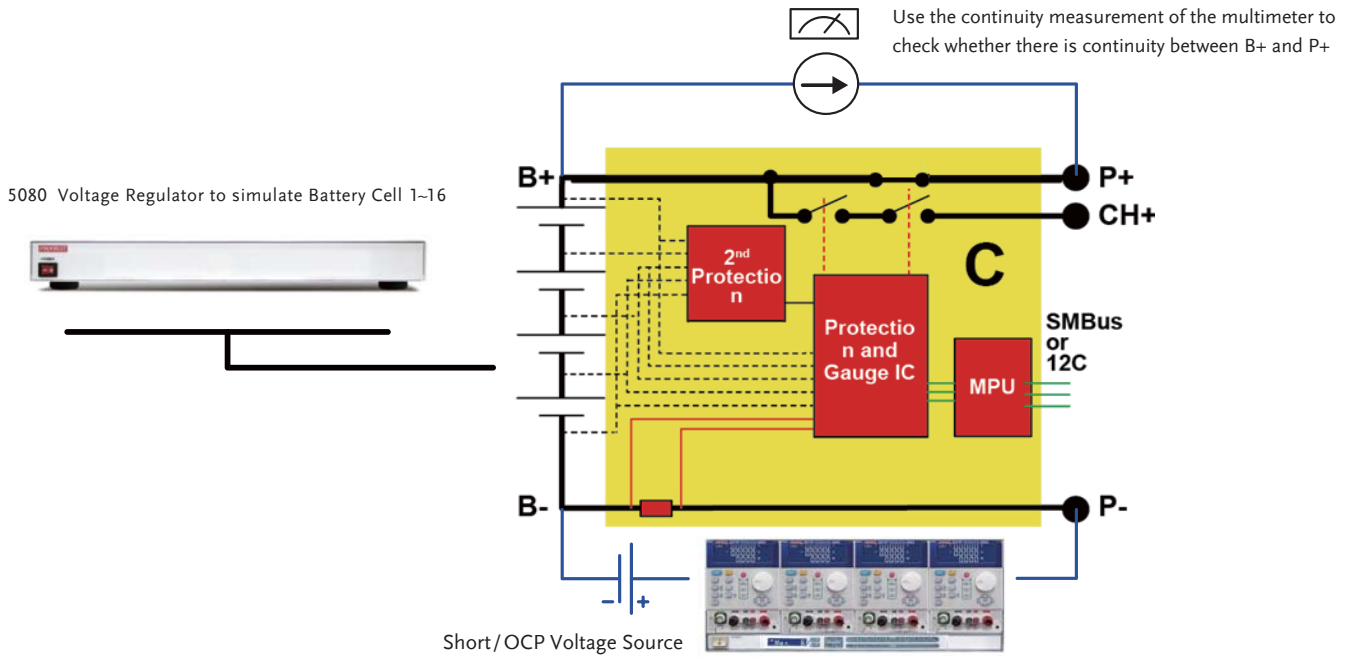 Use the continuity measurement of the multimeter to
check whether there is continuity between B+ and P+
5080 Voltage Regulator to simulate Battery Cell 1~16
B+
P+
CH+
2nd
Protectio
n
C
Protectio
n and
Gauge IC
MPU
SMBus
or
12C
B-
P-
- +
Short / OCP Voltage Source